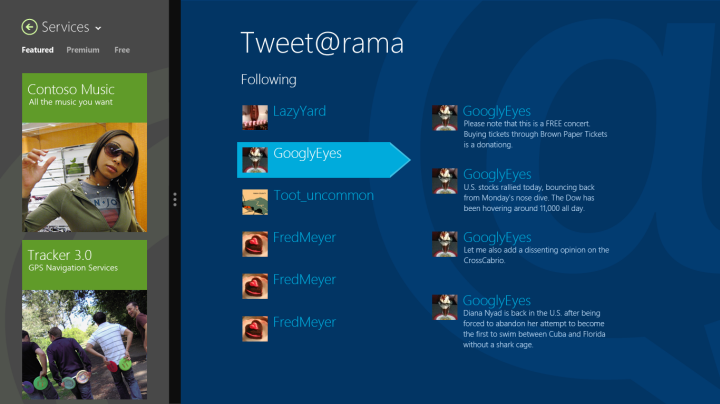 Services
Featured Premium Free
Contoso Music
All the music you want
Tracker 3.0
GPS Navigation Services
Tweet@rama
Following
LazyYard
GooglyEyes
Toot_uncommon
FredMeyer
FredMeyer
FredMeyer
GooglyEyes
Please note that this is a FREE concert.
Buying tickets through Brown Paper Tickets
is a donationg.
GooglyEyes
U.S. stocks rallied today, bouncing back
from Monday's nose dive. The Dow has
been hovering around 11,000 all day.
GooglyEyes
Let me also add a dissenting opinion on the
CrossCabrio.
GooglyEyes
Diana Nyad is back in the U.S. after being
forced to abandon her attempt to become
the first to swim between Cuba and Florida
without a shark cage.